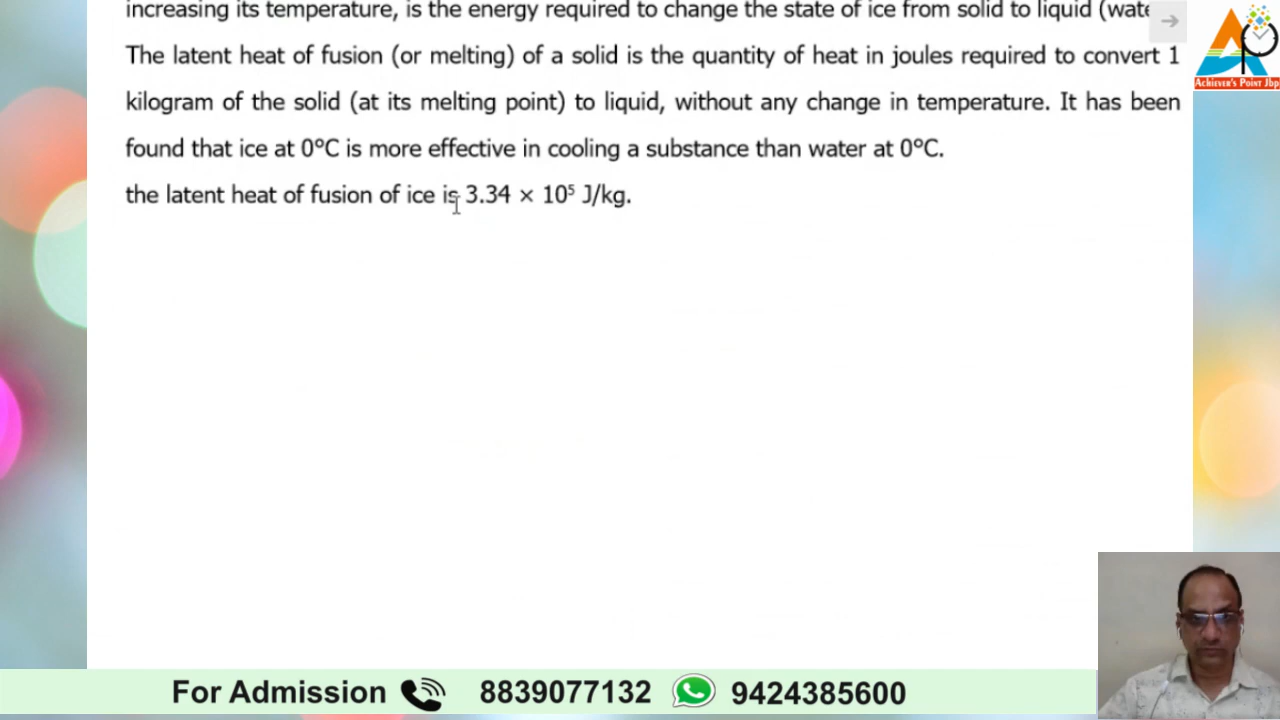 increasing its temperature, is the energy required to change the state of ice from solid to liquid
The latent heat of fusion (or melting) of a solid is the quantity of heat in joules required to convert 1
kilogram of the solid (at its melting point) to liquid, without any change in temperature. It has been
found that ice at 0°C is more effective in cooling a substance than water at 0°C.
the latent heat of fusion of ice is 3.34 × 10⁵ J/kg.
ACHIEVER'S POINT Jbp
For Admission 8839077132 9424385600